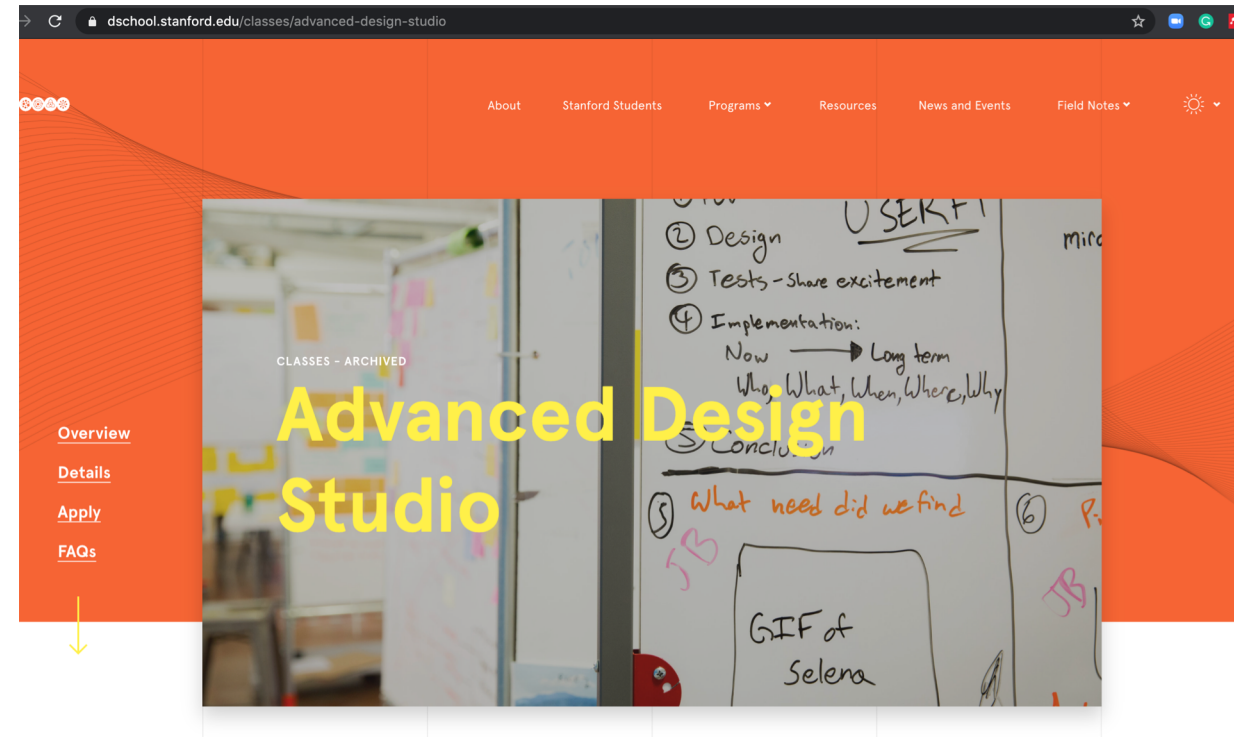 dschool.stanford.edu/classes/advanced-design-studio
About Stanford Students Programs Resources News and Events Field Notes
② Design
③ Tests - Share excitement
④ Implementation:
Now → Long term
Who, What, When, Where, Why
⑤ Conclusion
⑤ What need did we find
⑥
JB
JB
GIF of
Selena
CLASSES - ARCHIVED
Advanced Design
Studio
Overview
Details
Apply
FAQs